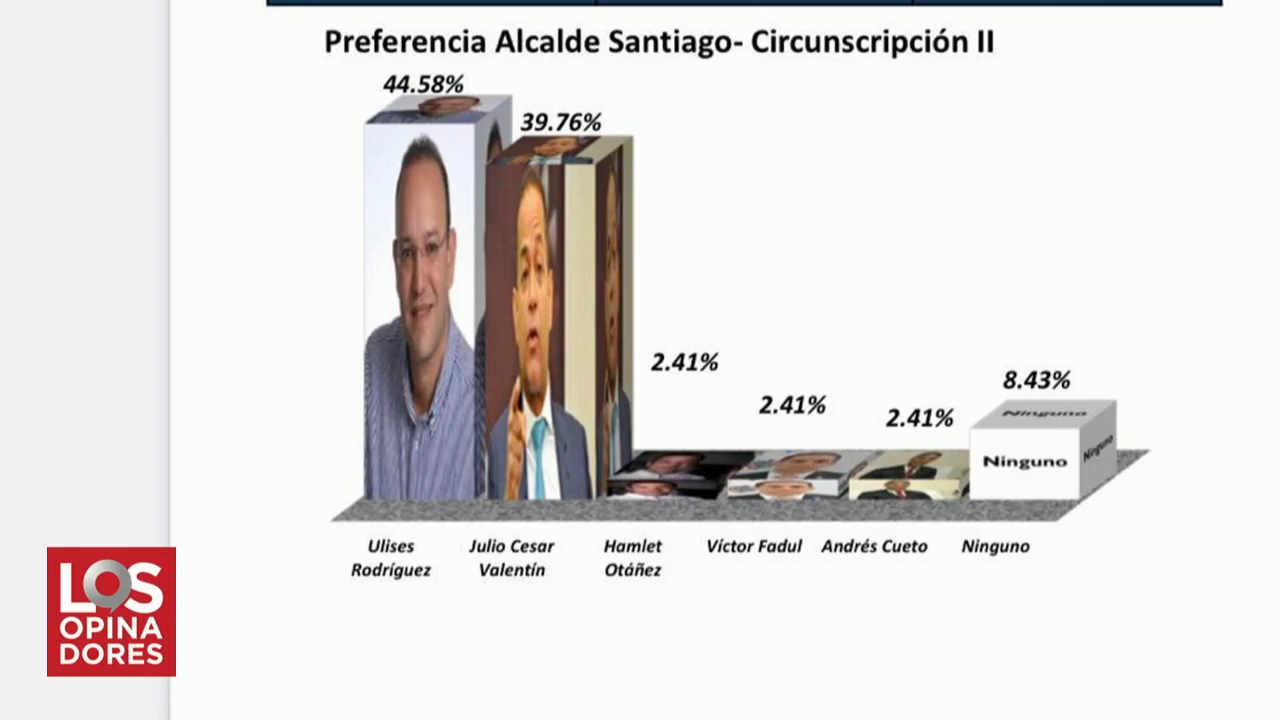 Preferencia Alcalde Santiago- Circunscripción II
44.58%
39.76%
2.41%
2.41%
2.41%
8.43%
Ninguno
Ninguno
Ninguno
Ulises Rodríguez
Julio Cesar Valentín
Hamlet Otáñez
Víctor Fadul
Andrés Cueto
Ninguno
LOS
OPINA
DORES